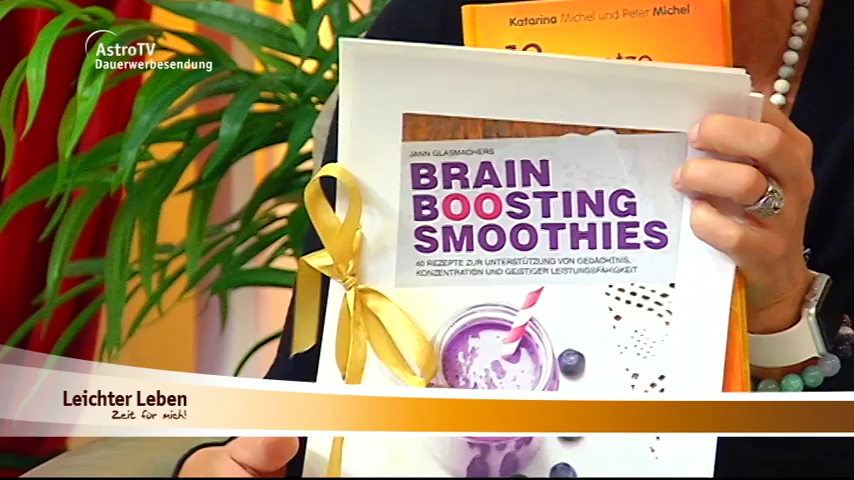 AstroTV
Dauerwerbesendung
Katarina Michel und Peter Michel
JANN GLASMACHERS
BRAIN
BOOSTING
SMOOTHIES
40 REZEPTE ZUR UNTERSTÜTZUNG VON GEDÄCHTNIS,
KONZENTRATION UND GEISTIGER LEISTUNGSFÄHIGKEIT
Leichter Leben
Zeit für mich!